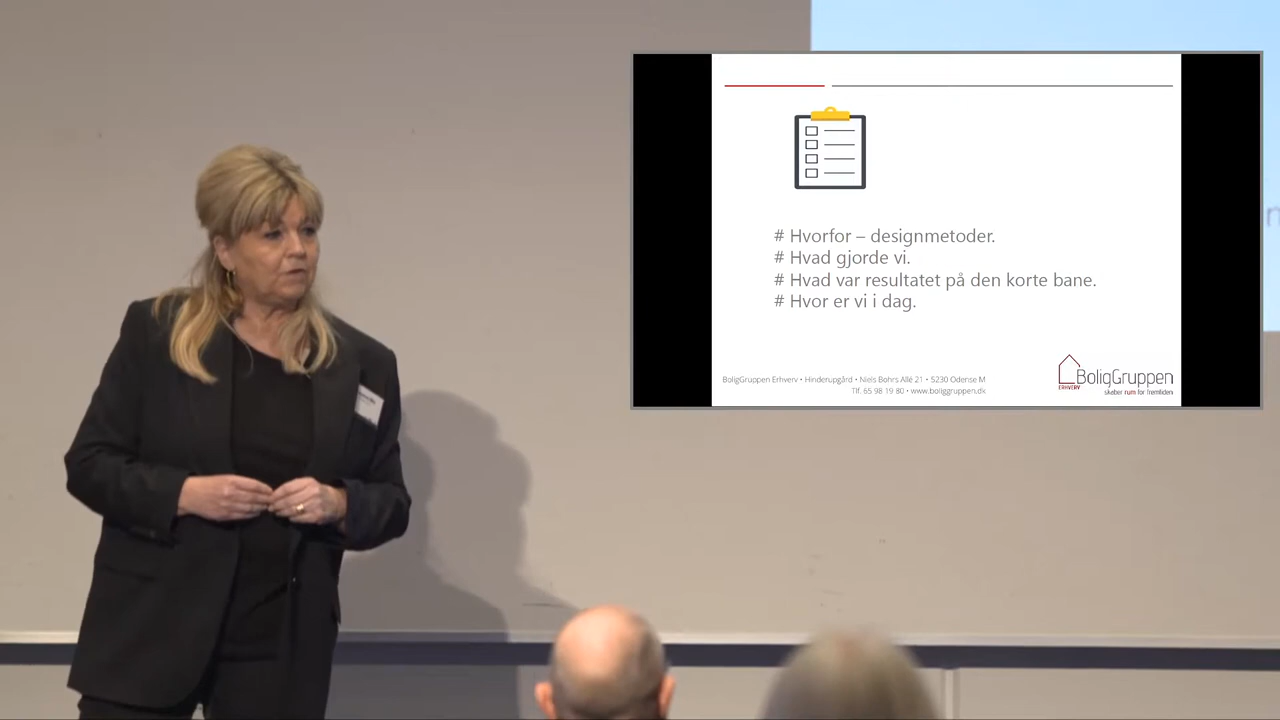 # Hvorfor – designmetoder.
# Hvad gjorde vi.
# Hvad var resultatet på den korte bane.
# Hvor er vi i dag.
BoligGruppen Erhverv • Hinderupgård • Niels Bohrs Allé 21 • 5230 Odense M
Tlf. 65 98 19 80 • www.boliggruppen.dk
BoligGruppen
ERHVERV
skaber rum for fremtiden